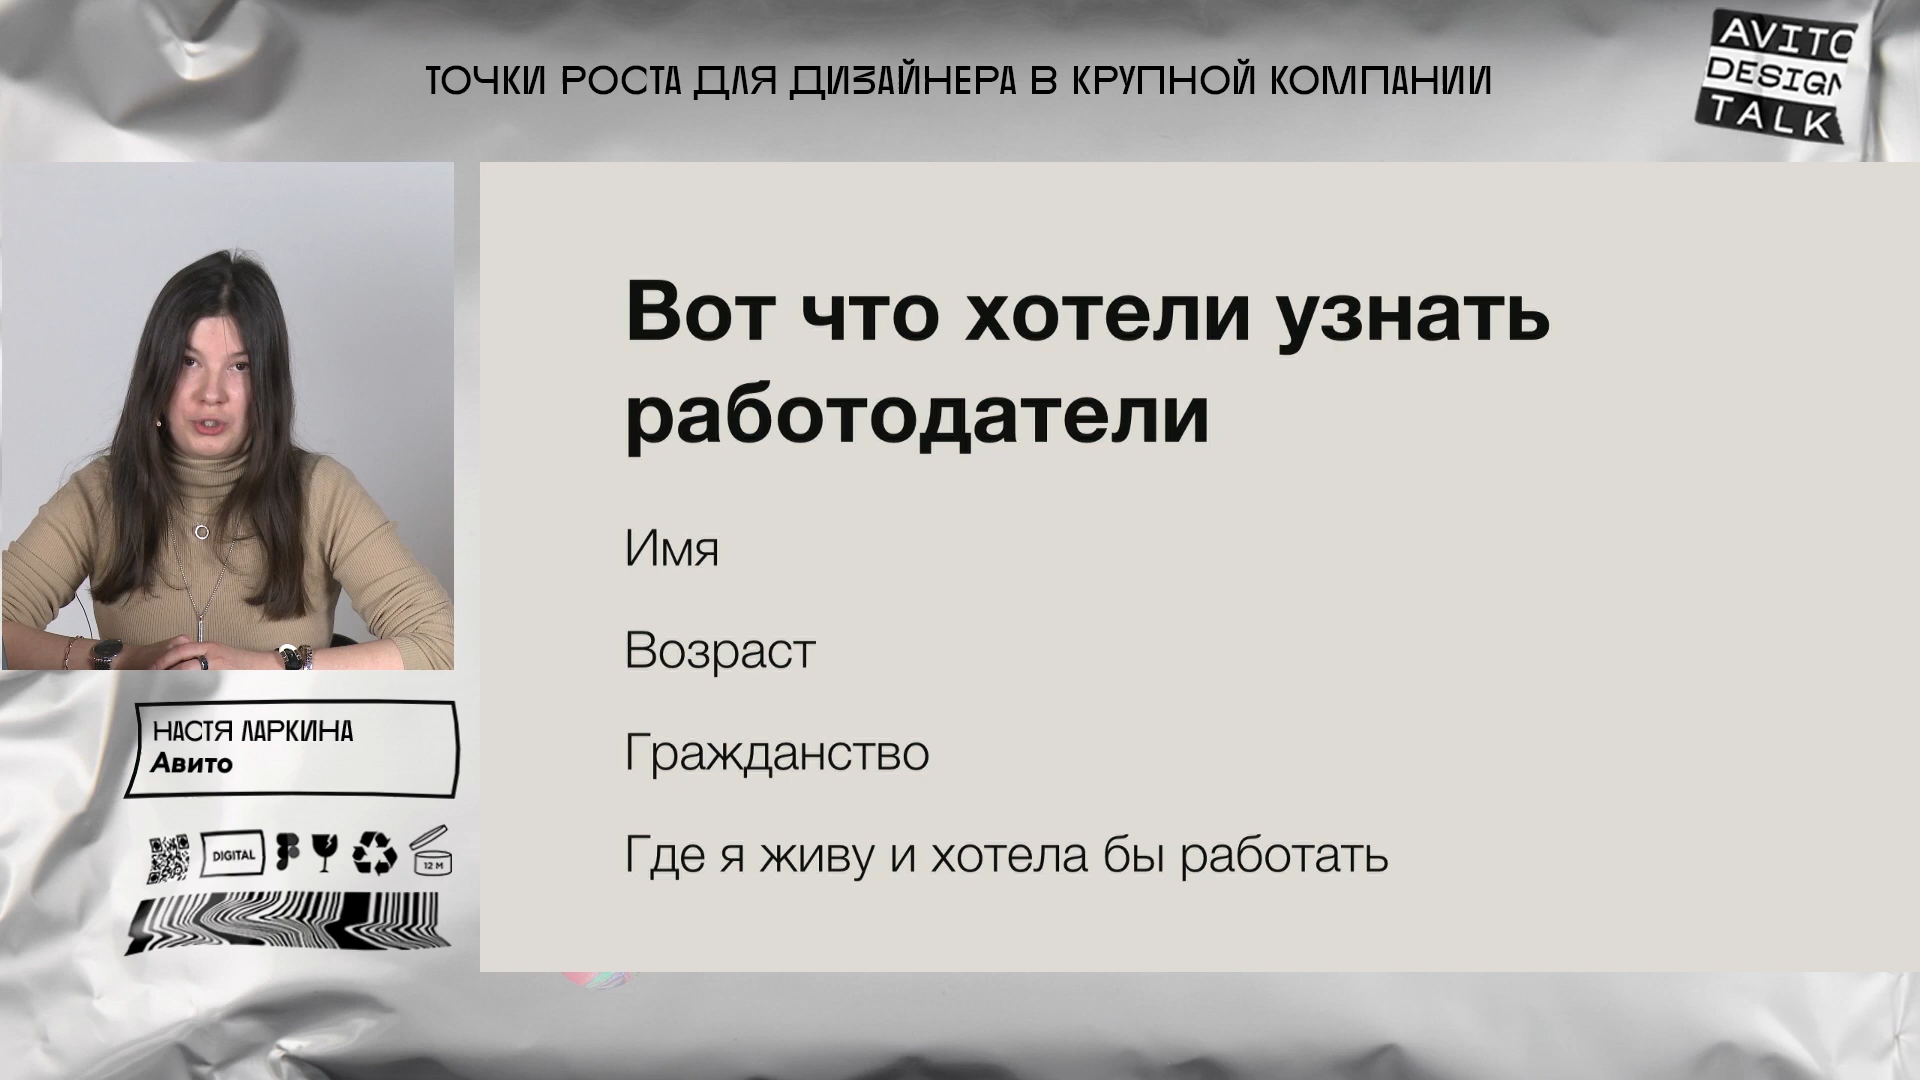 ТОЧКИ РОСТА ДЛЯ ДИЗАЙНЕРА В КРУПНОЙ КОМПАНИИ
AVITO
DESIGN
TALK
Вот что хотели узнать
работодатели
Имя
Возраст
Гражданство
Где я живу и хотела бы работать
НАСТЯ ЛАРКИНА
Авито
DIGITAL
12 M